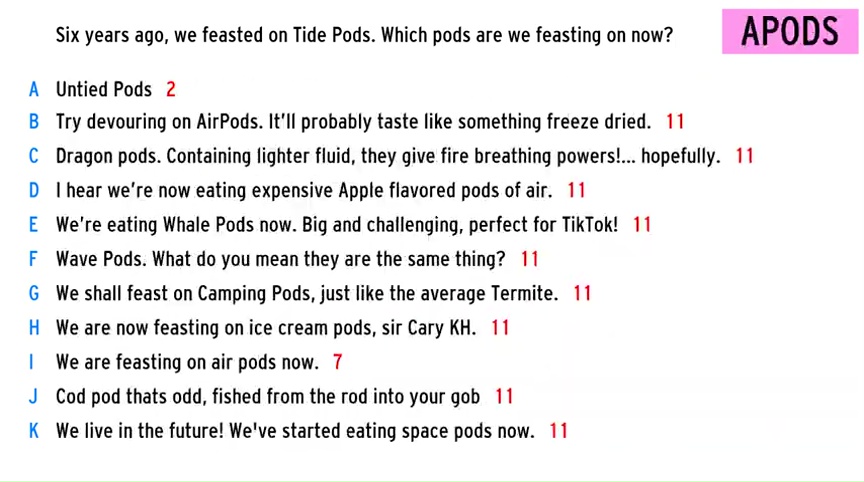 Six years ago, we feasted on Tide Pods. Which pods are we feasting on now?
APODS
A Untied Pods 2
B Try devouring on AirPods. It'll probably taste like something freeze dried. 11
C Dragon pods. Containing lighter fluid, they give fire breathing powers!... hopefully. 11
D I hear we're now eating expensive Apple flavored pods of air. 11
E We're eating Whale Pods now. Big and challenging, perfect for TikTok! 11
F Wave Pods. What do you mean they are the same thing? 11
G We shall feast on Camping Pods, just like the average Termite. 11
H We are now feasting on ice cream pods, sir Cary KH. 11
I We are feasting on air pods now. 7
J Cod pod thats odd, fished from the rod into your gob 11
K We live in the future! We've started eating space pods now. 11